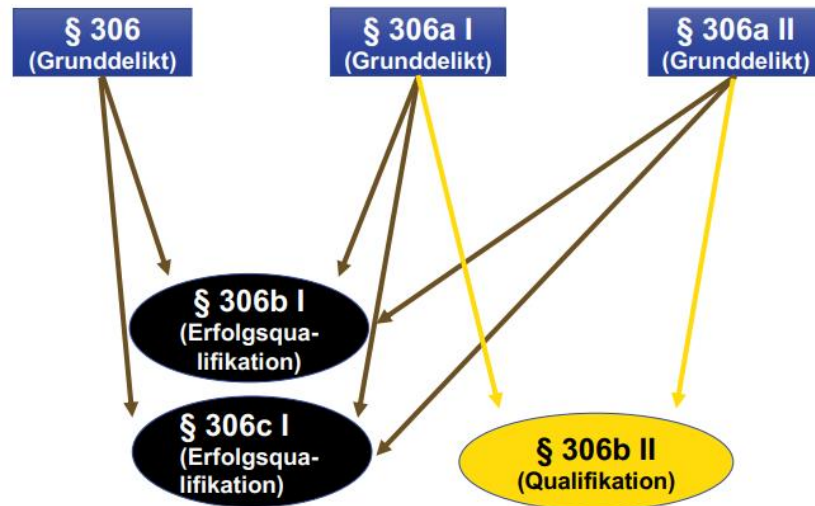 § 306
(Grunddelikt)
§ 306a I
(Grunddelikt)
§ 306a II
(Grunddelikt)
§ 306b I
(Erfolgsqua-
lifikation)
§ 306c I
(Erfolgsqua-
lifikation)
§ 306b II
(Qualifikation)